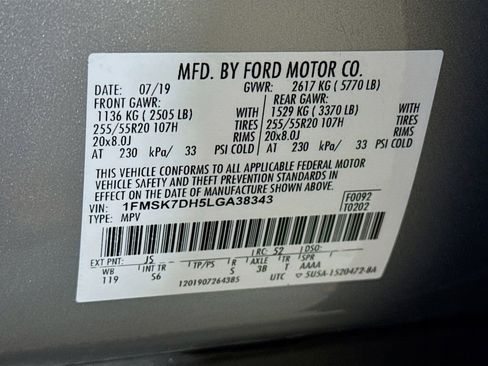 MFD. BY FORD MOTOR CO.
DATE: 07/19 GVWR: 2617 KG ( 5770 LB)
FRONT GAWR: REAR GAWR:
1136 KG ( 2505 LB) WITH 1529 KG ( 3370 LB) WITH
255/55R20 107H TIRES 255/55R20 107H TIRES
20x8.0J RIMS 20x8.0J RIMS
AT 230 kPa/ 33 PSI COLD AT 230 kPa/ 33 PSI COLD
THIS VEHICLE CONFORMS TO ALL APPLICABLE FEDERAL MOTOR
VEHICLE SAFETY AND THEFT PREVENTION STANDARDS IN
EFFECT ON THE DATE OF MANUFACTURE SHOWN ABOVE.
VIN: 1FMSK7DH5LGA38343 F0092
TYPE: MPV T0202
EXT PNT: JS RC: 52 DSO:
WB INT TR TP/PS R AXLE TR SPR
119 S6 S 3B T AAAA
120190726438S UTC 5U5A-1520472-BA